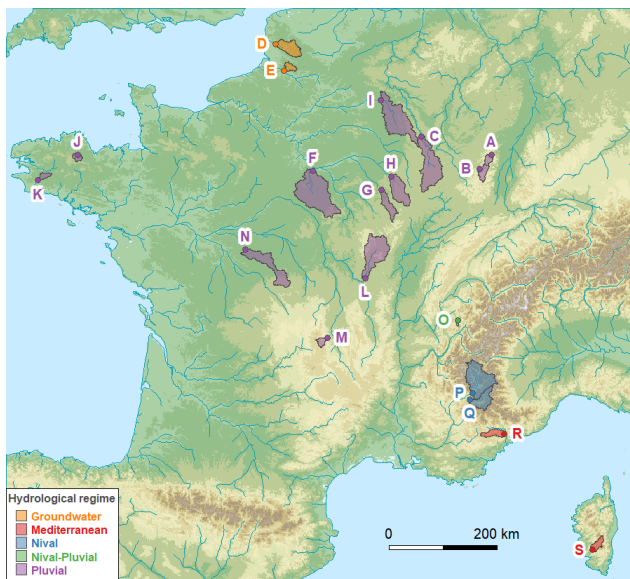 D
E
I
J
C
A
F
H
B
K
G
N
L
O
M
P
Q
R
Hydrological regime
Groundwater
Mediterranean
Nival
Nival-Pluvial
Pluvial
0 200 km
S